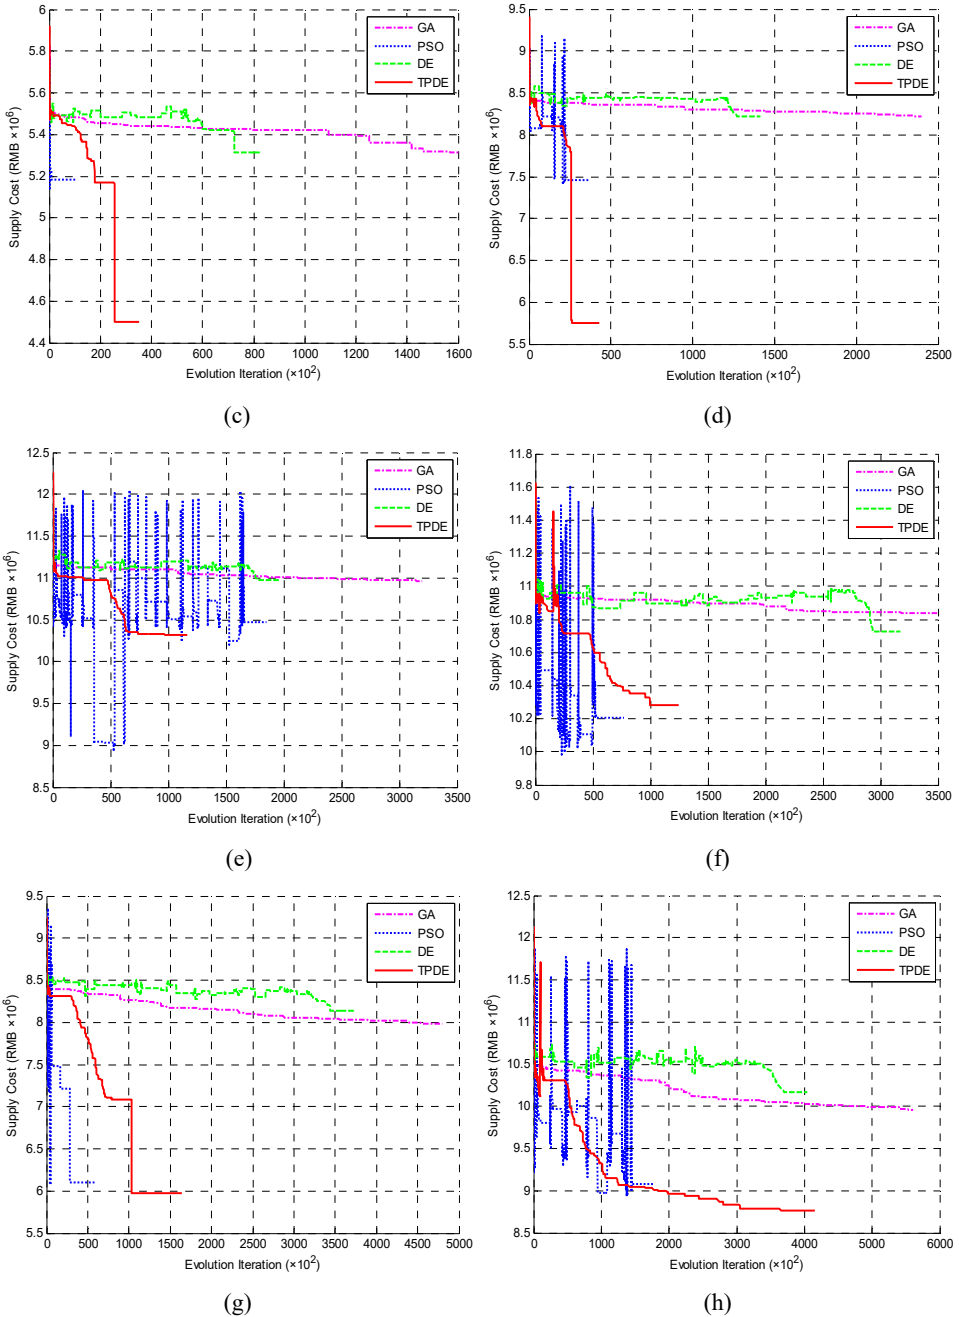 6
5.8
5.6
5.4
5.2
5
4.8
4.6
4.4
0 200 400 600 800 1000 1200 1400 1600
Supply Cost (RMB ×10^6)
Evolution Iteration (×10^2)
GA
PSO
DE
TPDE
(c)
9.5
9
8.5
8
7.5
7
6.5
6
5.5
0 500 1000 1500 2000 2500
Supply Cost (RMB ×10^6)
Evolution Iteration (×10^2)
GA
PSO
DE
TPDE
(d)
12.5
12
11.5
11
10.5
10
9.5
9
8.5
0 500 1000 1500 2000 2500 3000 3500
Supply Cost (RMB ×10^6)
Evolution Iteration (×10^2)
GA
PSO
DE
TPDE
(e)
11.8
11.6
11.4
11.2
11
10.8
10.6
10.4
10.2
10
9.8
0 500 1000 1500 2000 2500 3000 3500
Supply Cost (RMB ×10^6)
Evolution Iteration (×10^2)
GA
PSO
DE
TPDE
(f)
9.5
9
8.5
8
7.5
7
6.5
6
5.5
0 500 1000 1500 2000 2500 3000 3500 4000 4500 5000
Supply Cost (RMB ×10^6)
Evolution Iteration (×10^2)
GA
PSO
DE
TPDE
(g)
12.5
12
11.5
11
10.5
10
9.5
9
8.5
0 1000 2000 3000 4000 5000 6000
Supply Cost (RMB ×10^6)
Evolution Iteration (×10^2)
GA
PSO
DE
TPDE
(h)